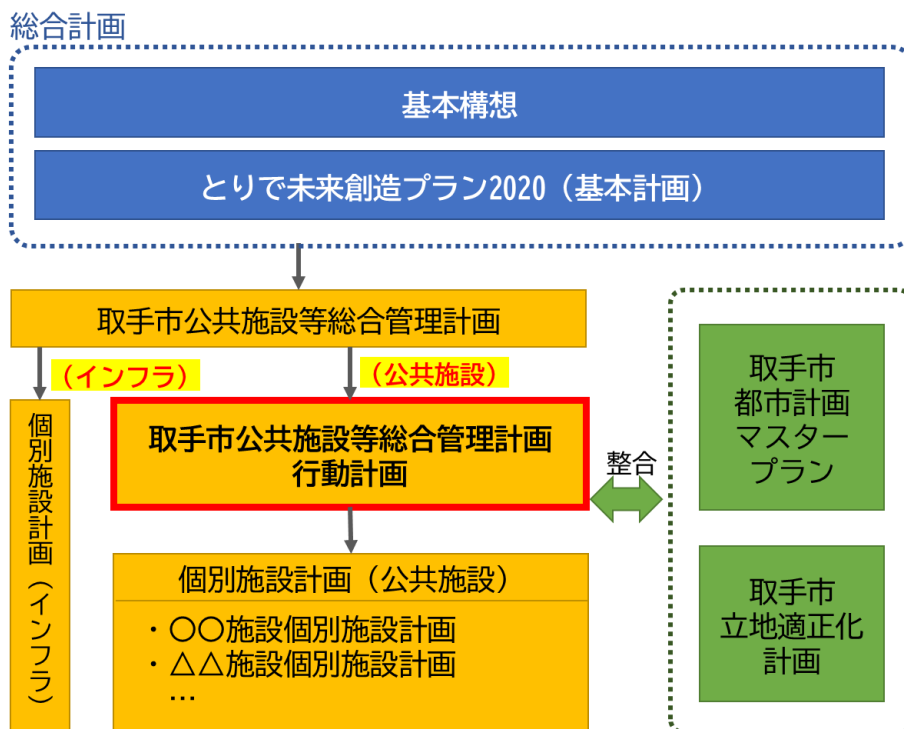 総合計画
基本構想
とりで未来創造プラン2020（基本計画）
取手市公共施設等総合管理計画
（インフラ）
（公共施設）
個別施設計画（インフラ）
取手市公共施設等総合管理計画
行動計画
整合
個別施設計画（公共施設）
・〇〇施設個別施設計画
・△△施設個別施設計画
…
取手市
都市計画
マスター
プラン
取手市
立地適正化
計画